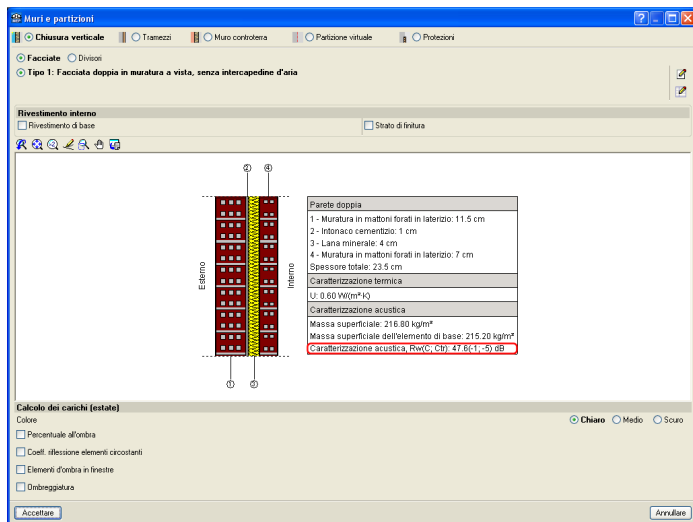 Muri e partizioni
Chiusura verticale Tramezzi Muro controterra Partizione virtuale Protezioni
Facciate Divisori
Tipo 1: Facciata doppia in muratura a vista, senza intercapedine d'aria
Rivestimento interno
Rivestimento di base Strato di finitura
2 4
Parete doppia
1 - Muratura in mattoni forati in laterizio: 11.5 cm
2 - Intonaco cementizio: 1 cm
3 - Lana minerale: 4 cm
4 - Muratura in mattoni forati in laterizio: 7 cm
Spessore totale: 23.5 cm
Caratterizzazione termica
U: 0.60 W/(m²·K)
Caratterizzazione acustica
Massa superficiale: 216.80 kg/m²
Massa superficiale dell'elemento di base: 215.20 kg/m²
Caratterizzazione acustica, Rw(C; Ctr): 47.6(-1; -5) dB
Esterno
Interno
1 3
Calcolo dei carichi (estate)
Colore Chiaro Medio Scuro
Percentuale all'ombra
Coeff. riflessione elementi circostanti
Elementi d'ombra in finestre
Ombreggiatura
Accettare Annullare